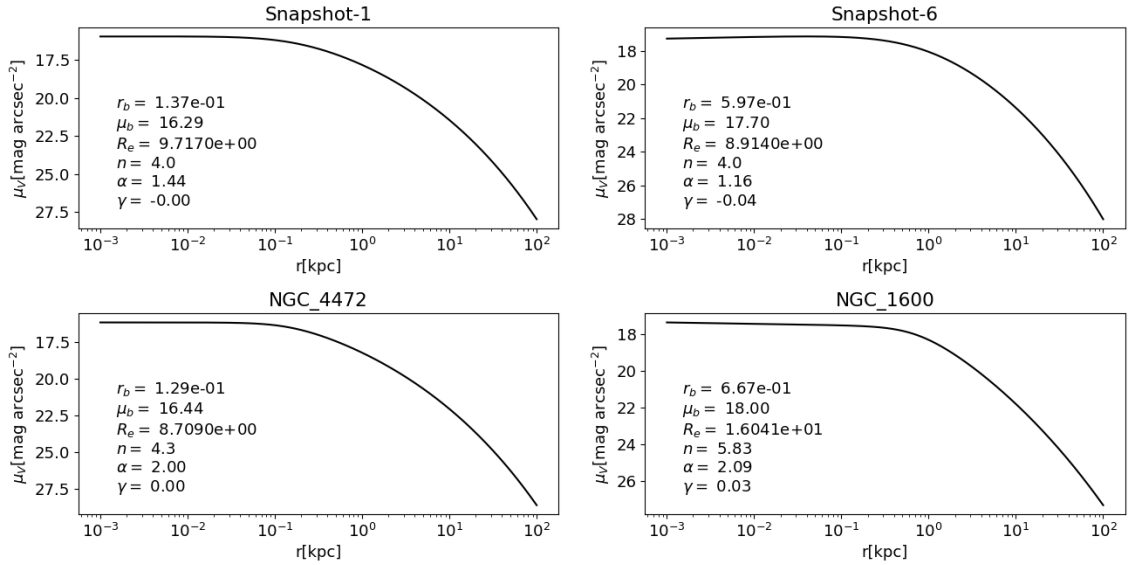 Snapshot-1
μ_V[mag arcsec⁻²]
17.5
20.0
22.5
25.0
27.5
r_b = 1.37e-01
μ_b = 16.29
R_e = 9.7170e+00
n = 4.0
α = 1.44
γ = -0.00
10⁻³ 10⁻² 10⁻¹ 10⁰ 10¹ 10²
r[kpc]
Snapshot-6
μ_V[mag arcsec⁻²]
18
20
22
24
26
28
r_b = 5.97e-01
μ_b = 17.70
R_e = 8.9140e+00
n = 4.0
α = 1.16
γ = -0.04
10⁻³ 10⁻² 10⁻¹ 10⁰ 10¹ 10²
r[kpc]
NGC_4472
μ_V[mag arcsec⁻²]
17.5
20.0
22.5
25.0
27.5
r_b = 1.29e-01
μ_b = 16.44
R_e = 8.7090e+00
n = 4.3
α = 2.00
γ = 0.00
10⁻³ 10⁻² 10⁻¹ 10⁰ 10¹ 10²
r[kpc]
NGC_1600
μ_V[mag arcsec⁻²]
18
20
22
24
26
r_b = 6.67e-01
μ_b = 18.00
R_e = 1.6041e+01
n = 5.83
α = 2.09
γ = 0.03
10⁻³ 10⁻² 10⁻¹ 10⁰ 10¹ 10²
r[kpc]